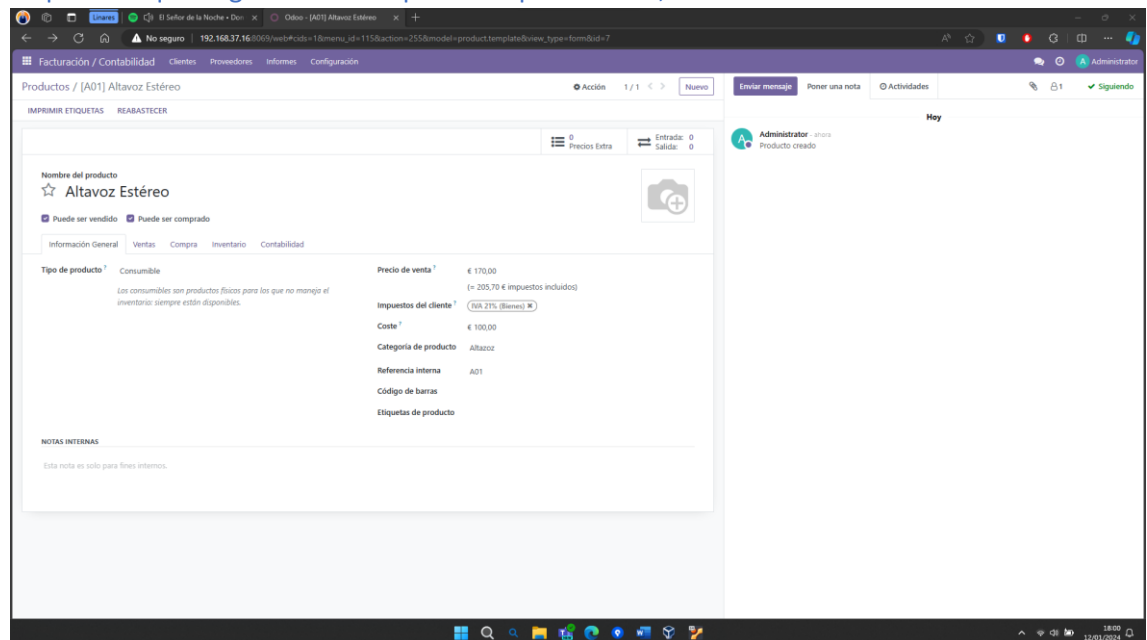 Linares El Señor de la Noche • Dor Odoo - [A01] Altavoz Estéreo
No seguro 192.168.37.16:8069/web#cids=1&menu_id=115&action=255&model=product.template&view_type=form&id=7
Facturación / Contabilidad Clientes Proveedores Informes Configuración A Administrator
Productos / [A01] Altavoz Estéreo Acción 1 / 1 Nuevo Enviar mensaje Poner una nota Actividades 1 Siguiendo
IMPRIMIR ETIQUETAS REABASTECER
Hoy
0 Precios Extra
Entrada: 0
Salida: 0
A Administrator - ahora
Producto creado
Nombre del producto
Altavoz Estéreo
Puede ser vendido Puede ser comprado
Información General Ventas Compra Inventario Contabilidad
Tipo de producto ? Consumible
Los consumibles son productos físicos para los que no maneja el
inventario: siempre están disponibles.
Precio de venta ? € 170,00
(= 205,70 € impuestos incluidos)
Impuestos del cliente ? IVA 21% (Bienes)
Coste ? € 100,00
Categoría de producto Altazoz
Referencia interna A01
Código de barras
Etiquetas de producto
NOTAS INTERNAS
Esta nota es solo para fines internos.
18:00
12/01/2024